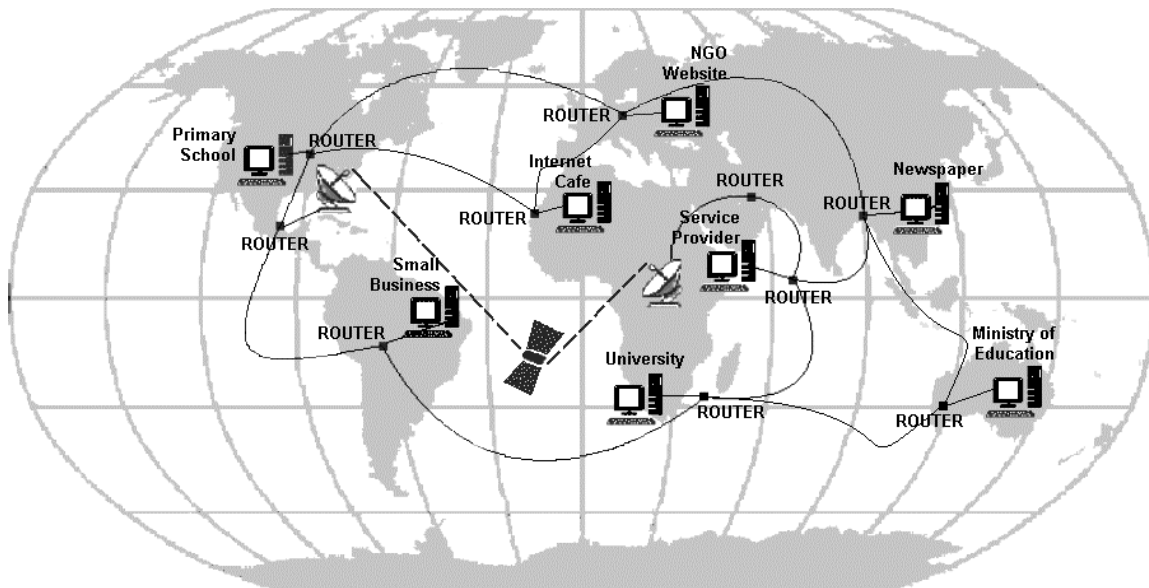 NGO
Website
ROUTER
Primary
School
ROUTER
Internet
Cafe
ROUTER
Newspaper
ROUTER
ROUTER
ROUTER
Service
Provider
ROUTER
Small
Business
ROUTER
Ministry of
Education
University
ROUTER
ROUTER